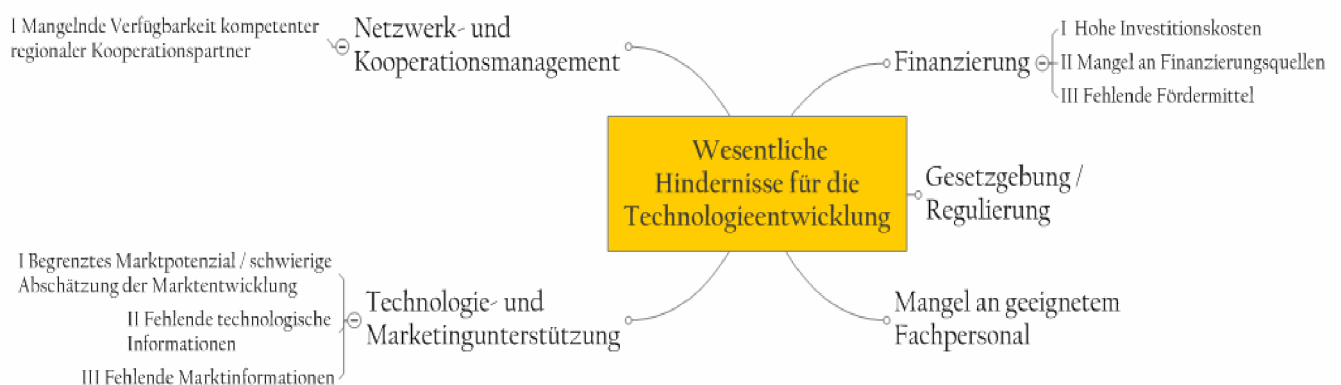 I Mangelnde Verfügbarkeit kompetenter
regionaler Kooperationspartner
Netzwerk- und
Kooperationsmanagement
Finanzierung
I Hohe Investitionskosten
II Mangel an Finanzierungsquellen
III Fehlende Fördermittel
Wesentliche
Hindernisse für die
Technologieentwicklung
Gesetzgebung /
Regulierung
I Begrenztes Marktpotenzial / schwierige
Abschätzung der Marktentwicklung
II Fehlende technologische
Informationen
III Fehlende Marktinformationen
Technologie- und
Marketingunterstützung
Mangel an geeignetem
Fachpersonal